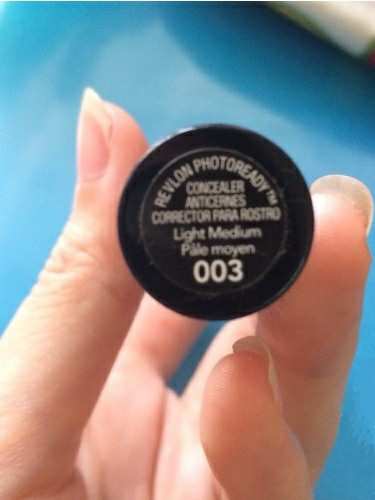 REVLON PHOTOREADY™
CONCEALER
ANTICERNES
CORRECTOR PARA ROSTRO
Light Medium
Pâle moyen
003